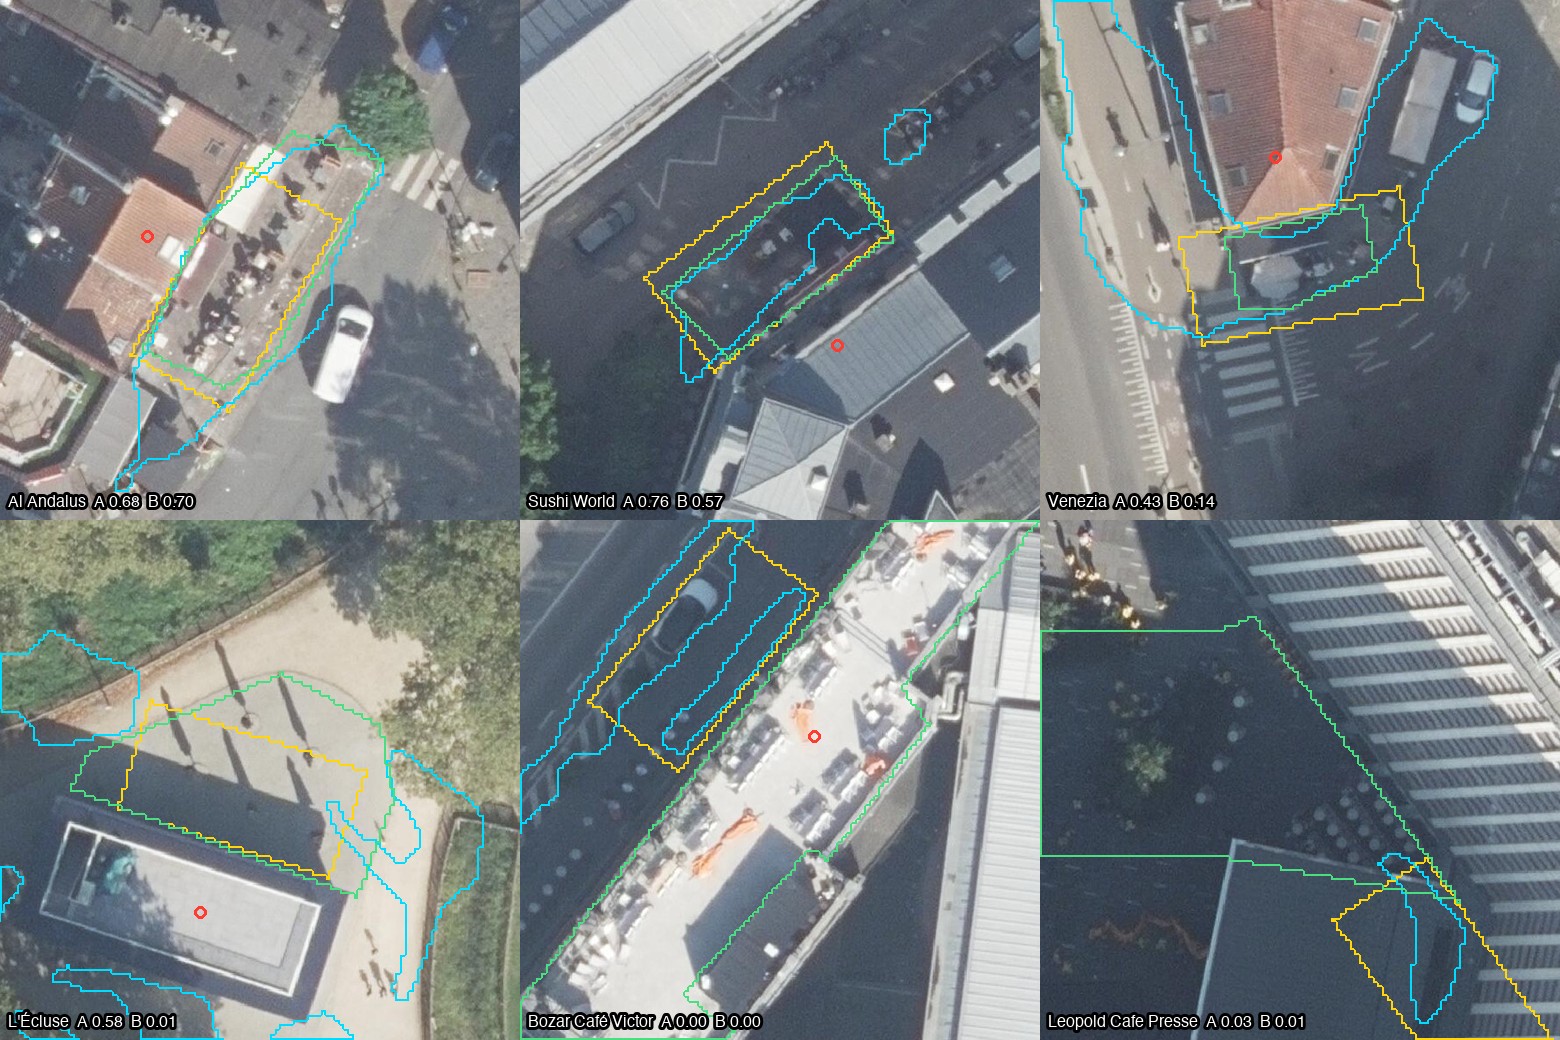 Al Andalus A 0.68 B 0.70
Sushi World A 0.76 B 0.57
Venezia A 0.43 B 0.14
L'Écluse A 0.58 B 0.01
Bozar Café Victor A 0.00 B 0.00
Leopold Cafe Presse A 0.03 B 0.01